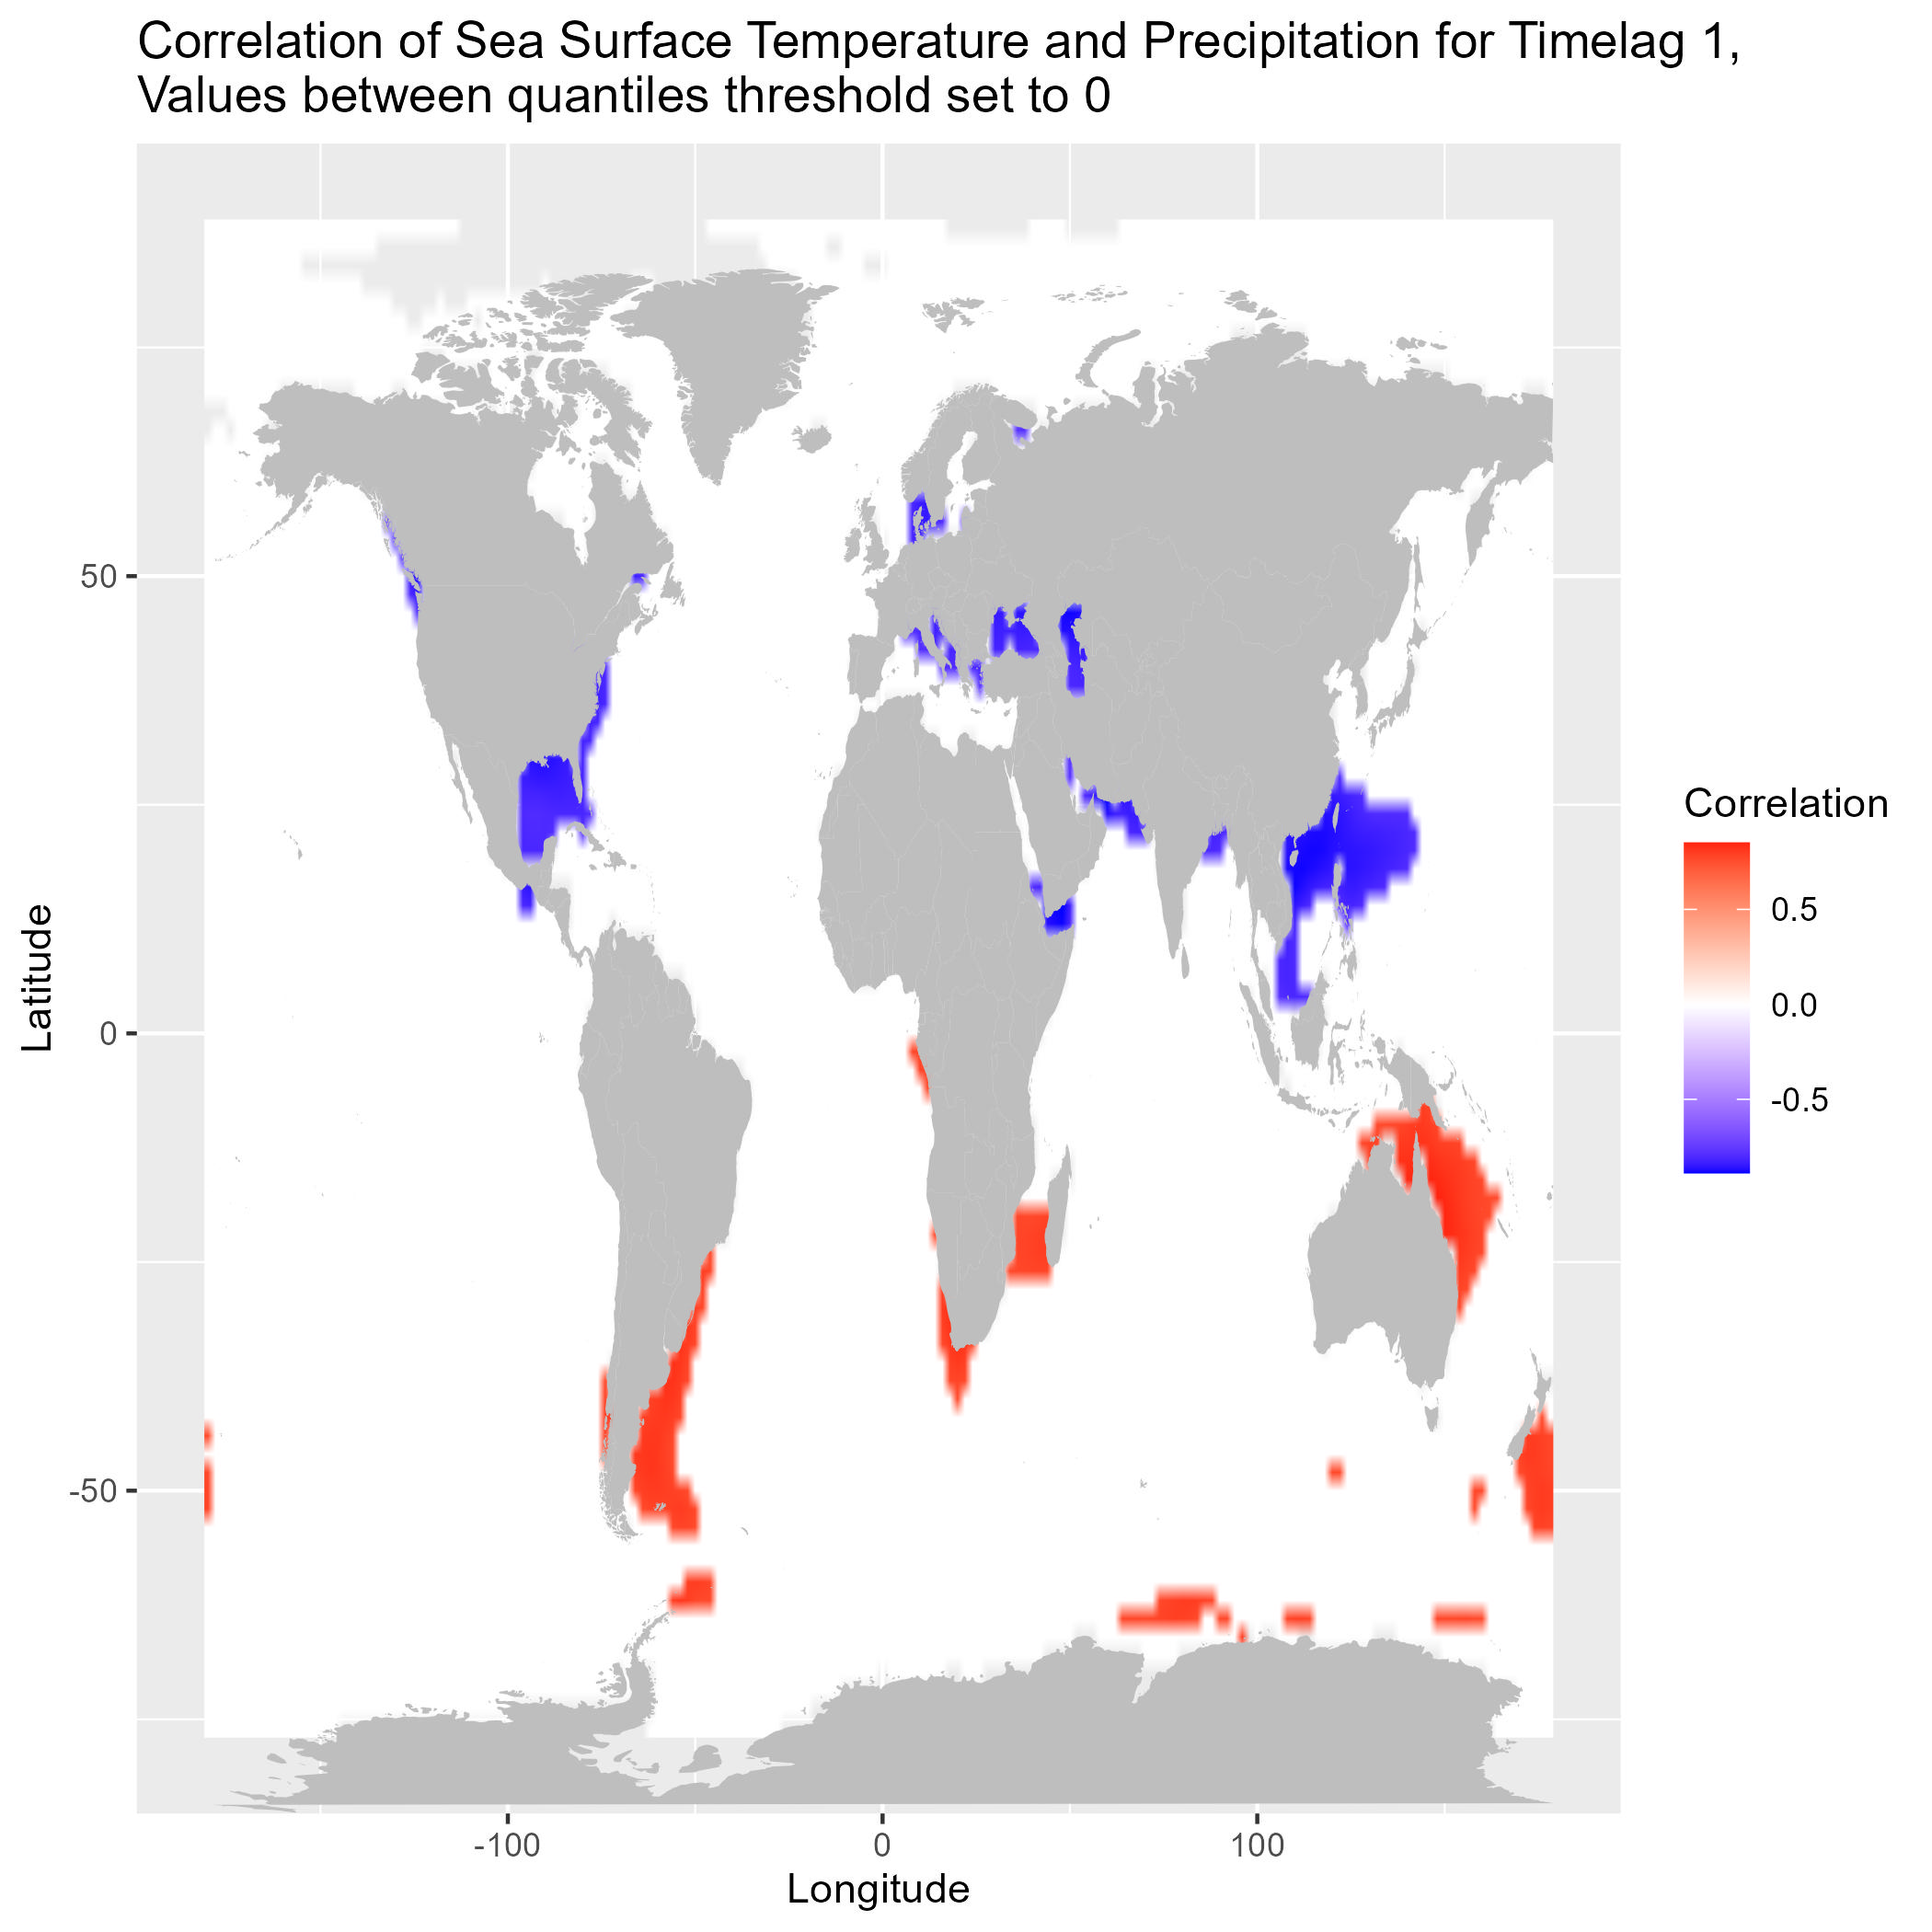 Correlation of Sea Surface Temperature and Precipitation for Timelag 1,
Values between quantiles threshold set to 0
50
0
-50
Latitude
-100
0
100
Longitude
Correlation
0.5
0.0
-0.5